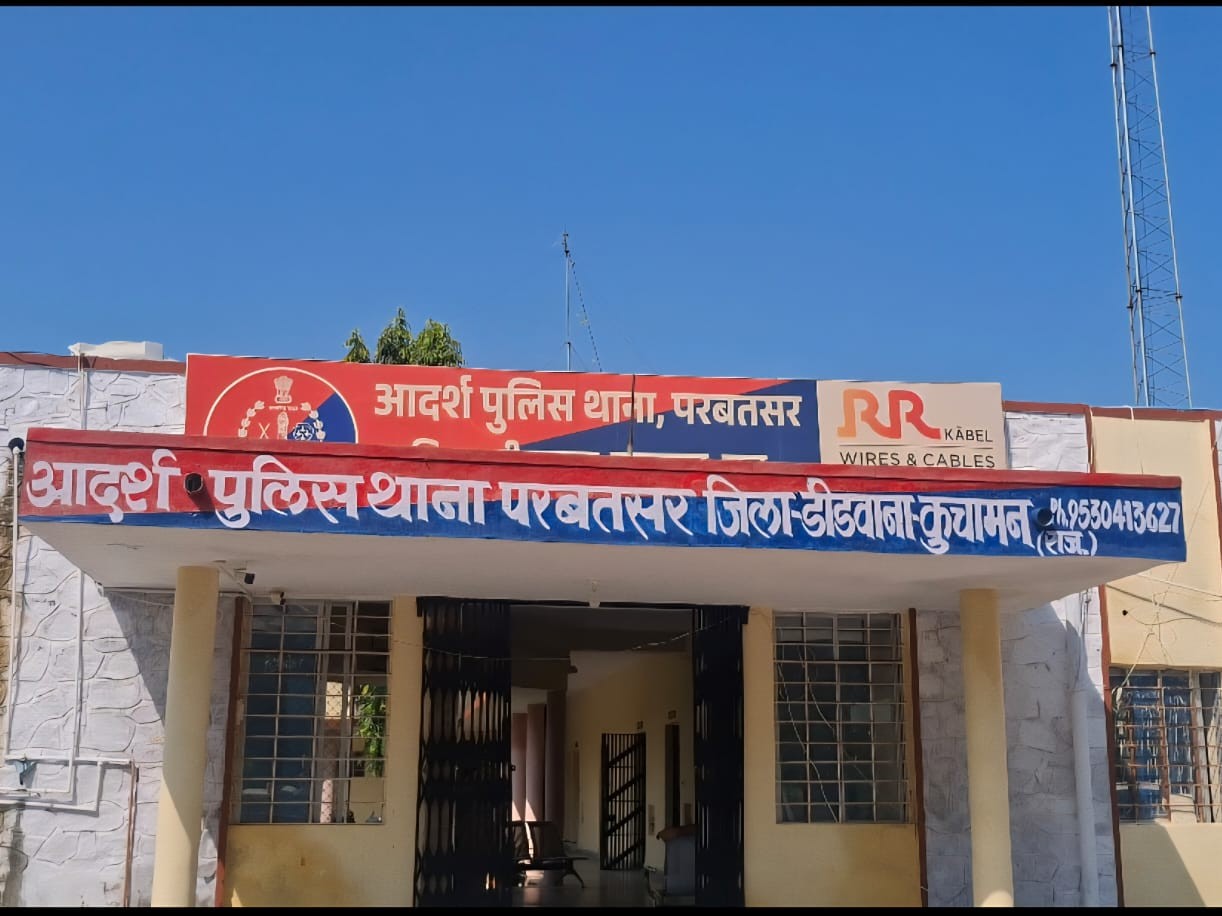 आदर्श पुलिस थाना, परबतसर
RR
KABEL
WIRES & CABLES
आदर्श पुलिस थाना परबतसर जिला-डीडवाना-कुचामन (राज.) Ph.9530413627